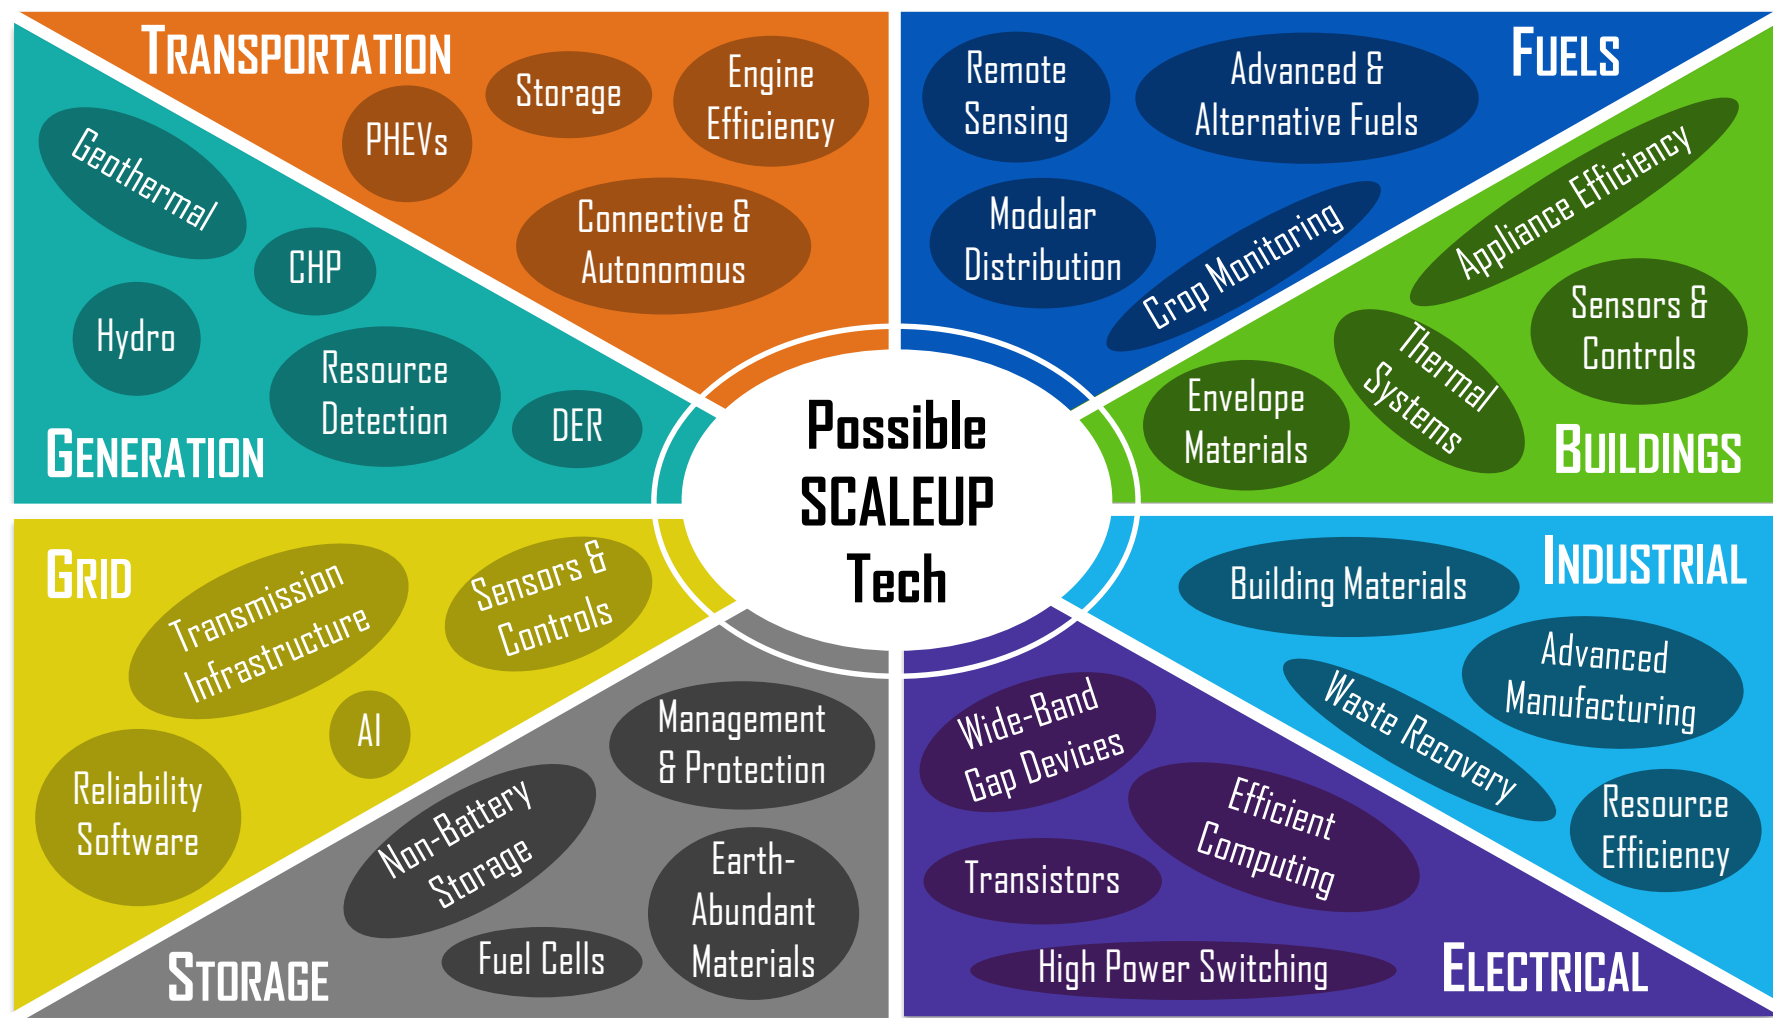 TRANSPORTATION
PHEVs
Storage
Engine
Efficiency
Connective &
Autonomous
FUELS
Remote
Sensing
Advanced &
Alternative Fuels
Modular
Distribution
Crop Monitoring
GENERATION
Geothermal
CHP
Hydro
Resource
Detection
DER
BUILDINGS
Appliance Efficiency
Sensors &
Controls
Thermal
Systems
Envelope
Materials
Possible
SCALEUP
Tech
GRID
Transmission
Infrastructure
Sensors &
Controls
AI
Reliability
Software
INDUSTRIAL
Building Materials
Advanced
Manufacturing
Waste Recovery
Resource
Efficiency
STORAGE
Management
& Protection
Non-Battery
Storage
Earth-
Abundant
Materials
Fuel Cells
ELECTRICAL
Wide-Band
Gap Devices
Efficient
Computing
Transistors
High Power Switching